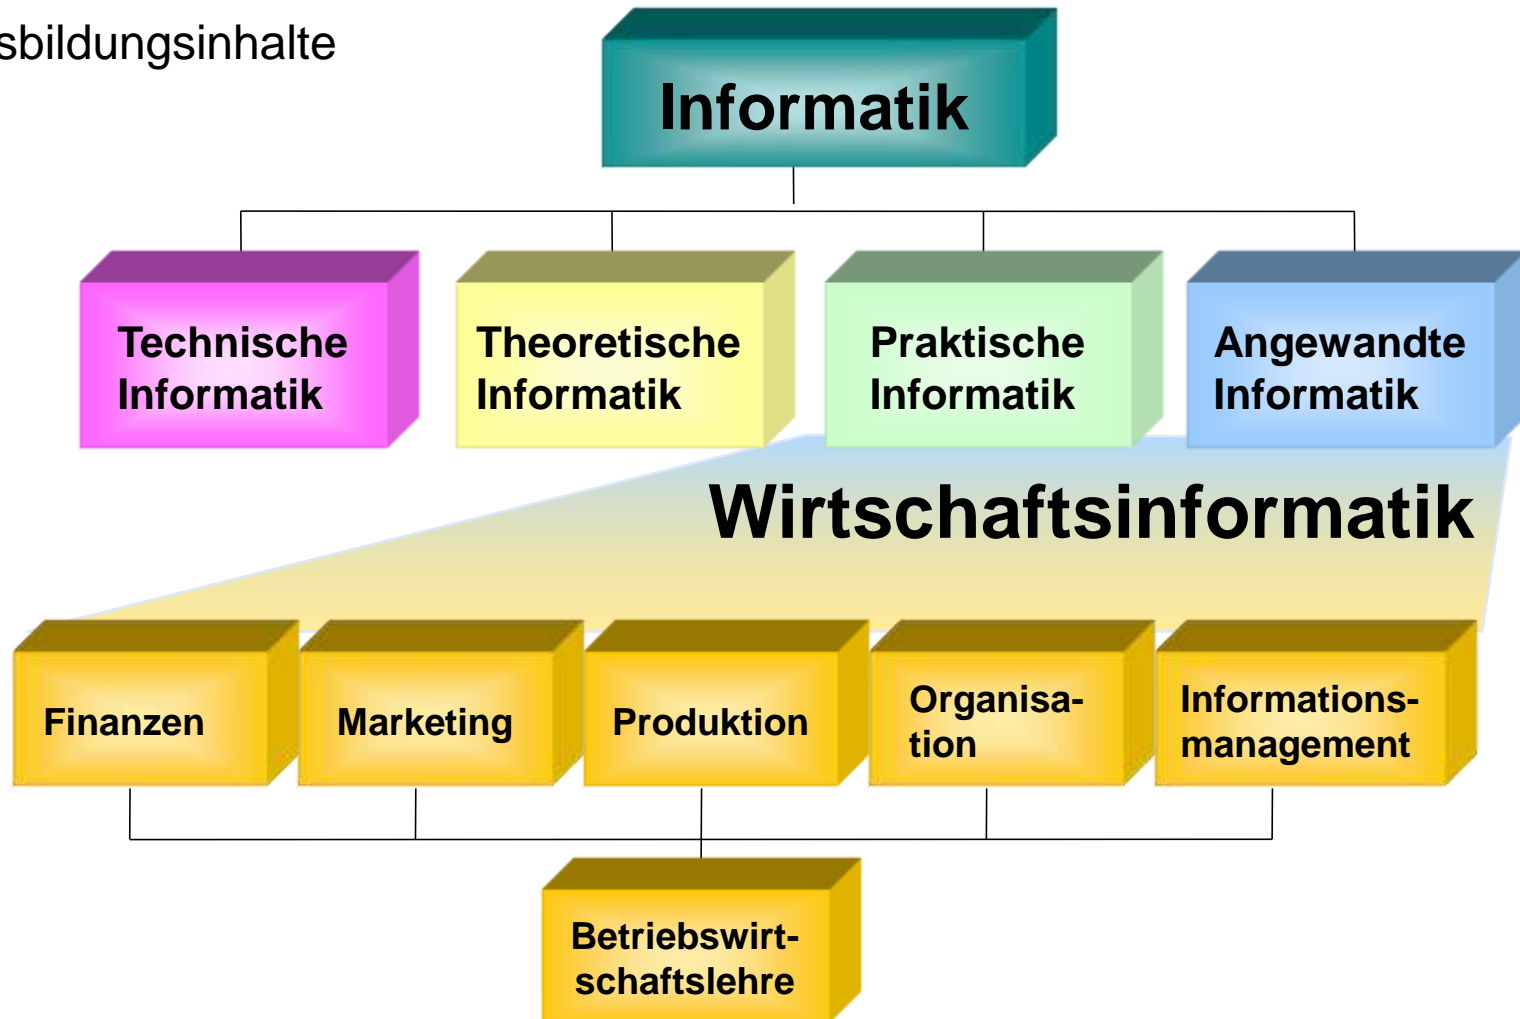 sbildungsinhalte
Informatik
Technische
Informatik
Theoretische
Informatik
Praktische
Informatik
Angewandte
Informatik
Wirtschaftsinformatik
Finanzen
Marketing
Produktion
Organisa-
tion
Informations-
management
Betriebswirt-
schaftslehre